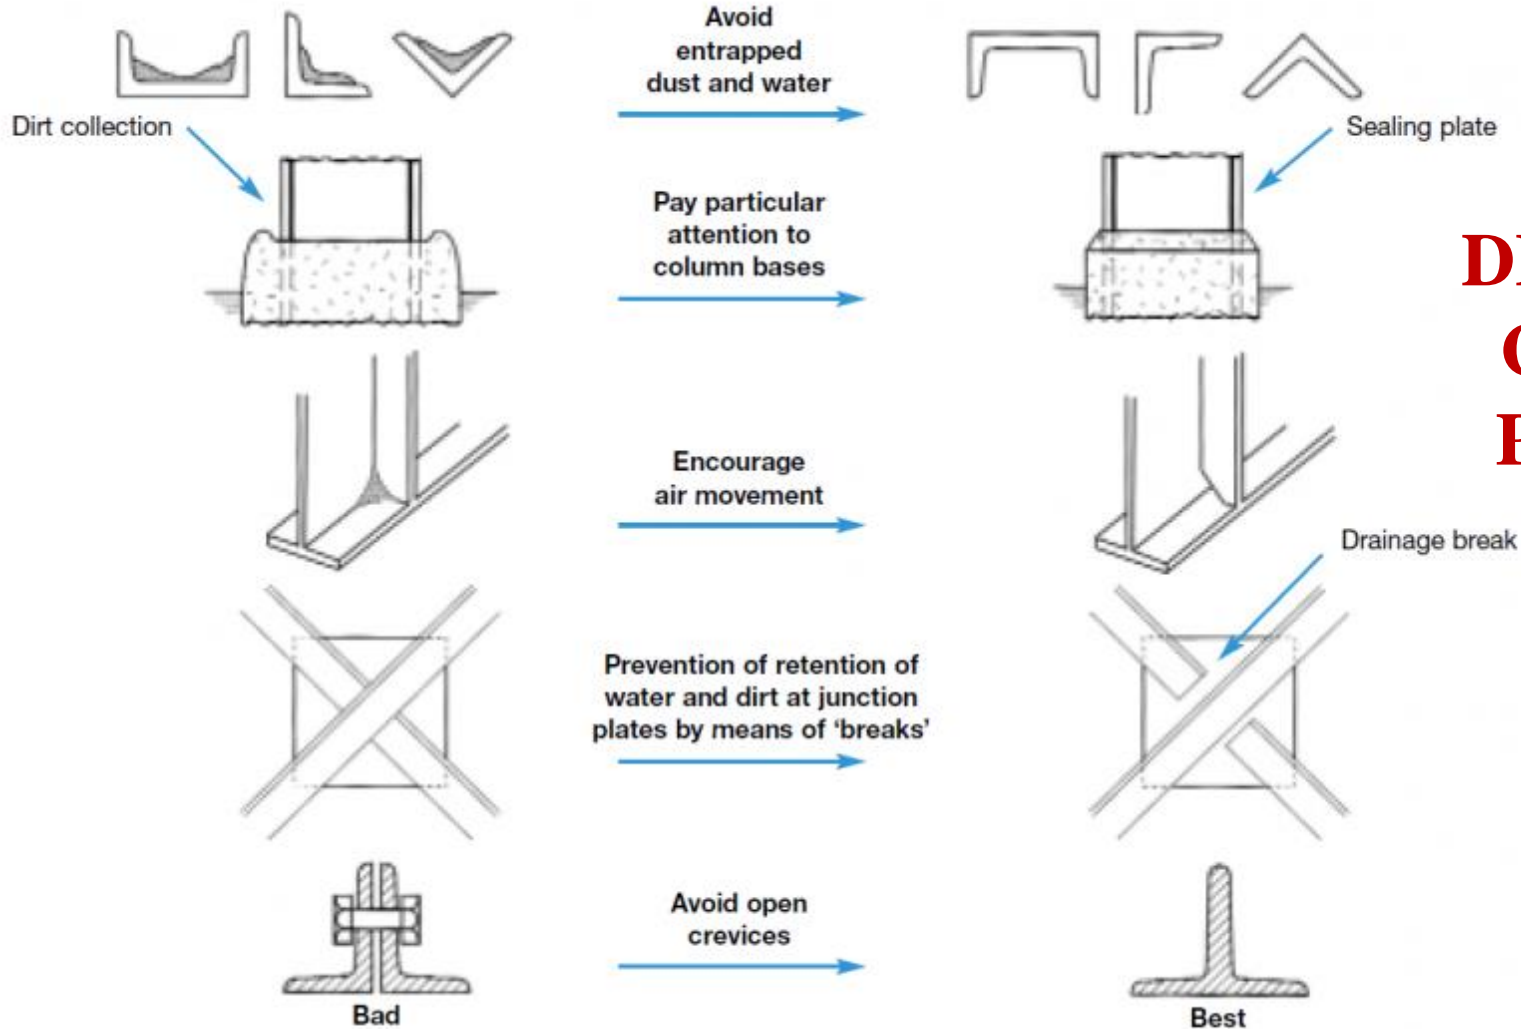 Avoid
entrapped
dust and water
Dirt collection
Sealing plate
Pay particular
attention to
column bases
Encourage
air movement
Drainage break
Prevention of retention of
water and dirt at junction
plates by means of ‘breaks’
Avoid open
crevices
Bad
Best